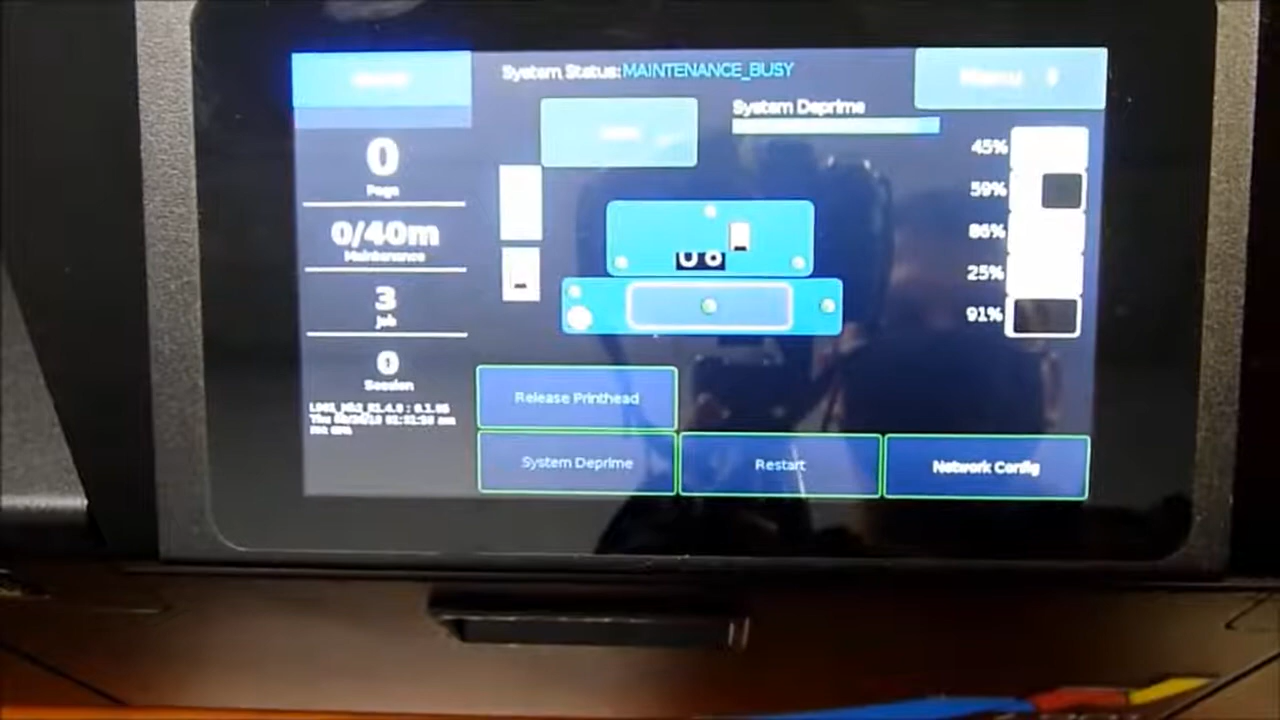 System Status: MAINTENANCE_BUSY
Menu
System Deprime
0
Page
0/40m
Maintenance
3
Job
0
Session
45%
59%
86%
25%
91%
Release Printhead
System Deprime
Restart
Network Config